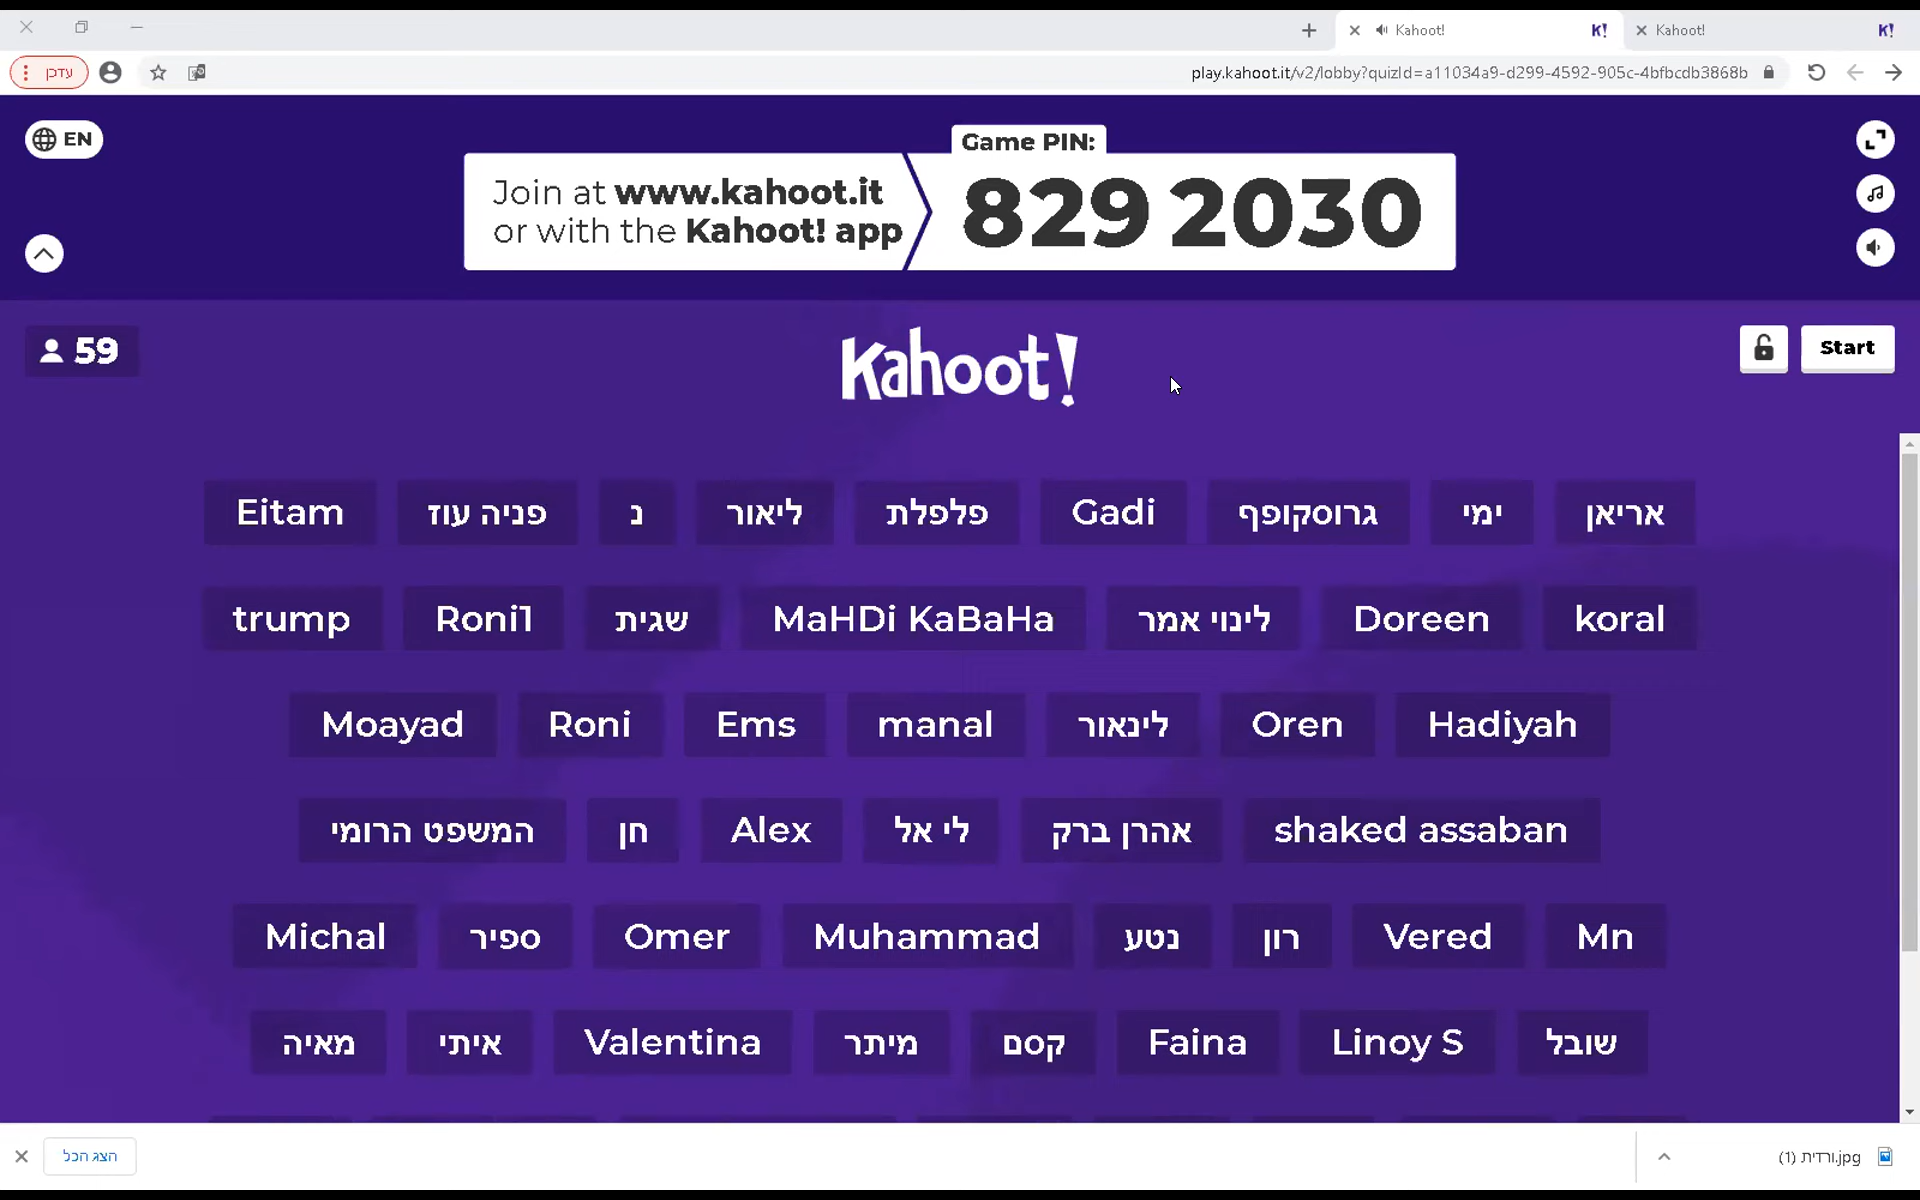 Kahoot!
Kahoot!
עדכן
play.kahoot.it/v2/lobby?quizId=a11034a9-d299-4592-905c-4bfbcdb3868b
EN
Game PIN:
Join at www.kahoot.it
or with the Kahoot! app
829 2030
59
Kahoot!
Start
Eitam פניה עוז נ ליאור פלפלת Gadi גרוסקופף ימי אריאן
trump Roni1 שגית MaHDi KaBaHa לינוי אמר Doreen koral
Moayad Roni Ems manal לינאור Oren Hadiyah
המשפט הרומי חן Alex לי אל אהרן ברק shaked assaban
Michal ספיר Omer Muhammad נטע רון Vered Mn
מאיה איתי Valentina מיתר קסם Faina Linoy S שובל
הצג הכל
ורדית (1).jpg